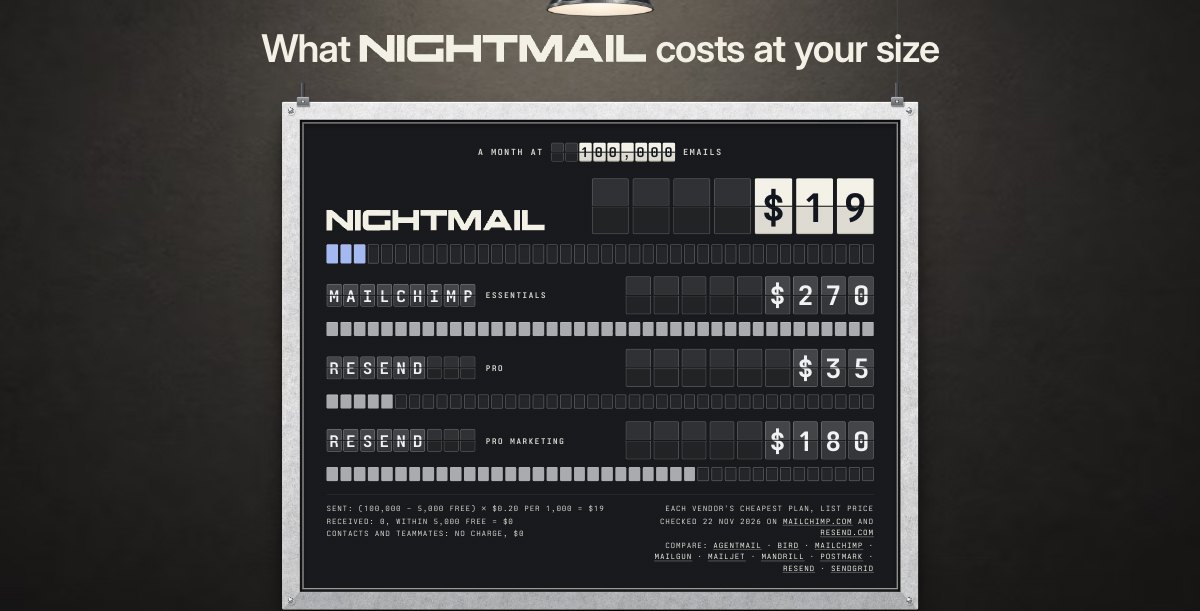 What NIGHTMAIL costs at your size
A MONTH AT 100,000 EMAILS
NIGHTMAIL $19
MAILCHIMP ESSENTIALS $270
RESEND PRO $35
RESEND PRO MARKETING $180
SENT: (100,000 − 5,000 FREE) × $0.20 PER 1,000 = $19
RECEIVED: 0, WITHIN 5,000 FREE = $0
CONTACTS AND TEAMMATES: NO CHARGE, $0
EACH VENDOR'S CHEAPEST PLAN, LIST PRICE
CHECKED 22 NOV 2026 ON MAILCHIMP.COM AND
RESEND.COM
COMPARE: AGENTMAIL · BIRD · MAILCHIMP ·
MAILGUN · MAILJET · MANDRILL · POSTMARK ·
RESEND · SENDGRID